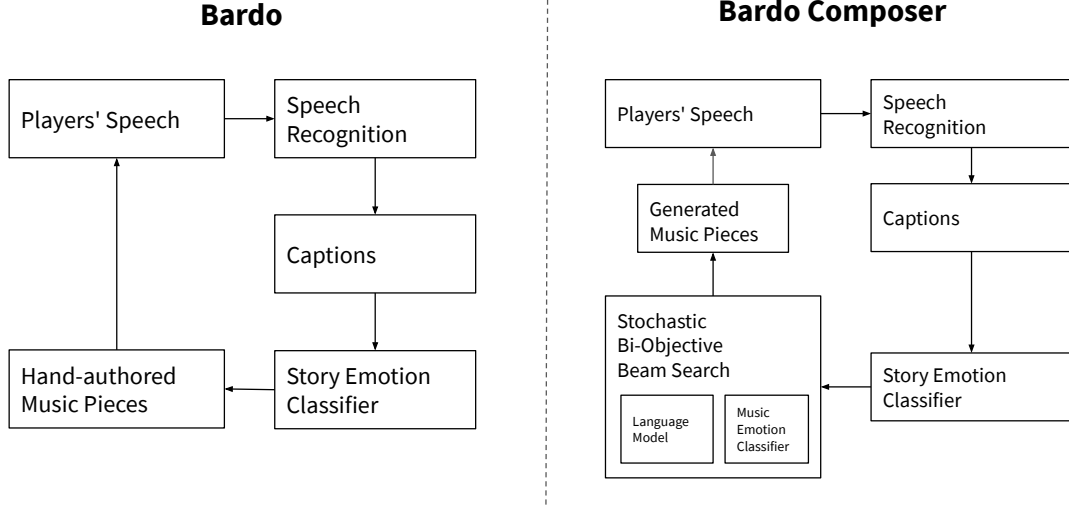 Bardo
Players' Speech
Speech
Recognition
Captions
Hand-authored
Music Pieces
Story Emotion
Classifier
Bardo Composer
Players' Speech
Speech
Recognition
Generated
Music Pieces
Captions
Stochastic
Bi-Objective
Beam Search
Language
Model
Music
Emotion
Classifier
Story Emotion
Classifier